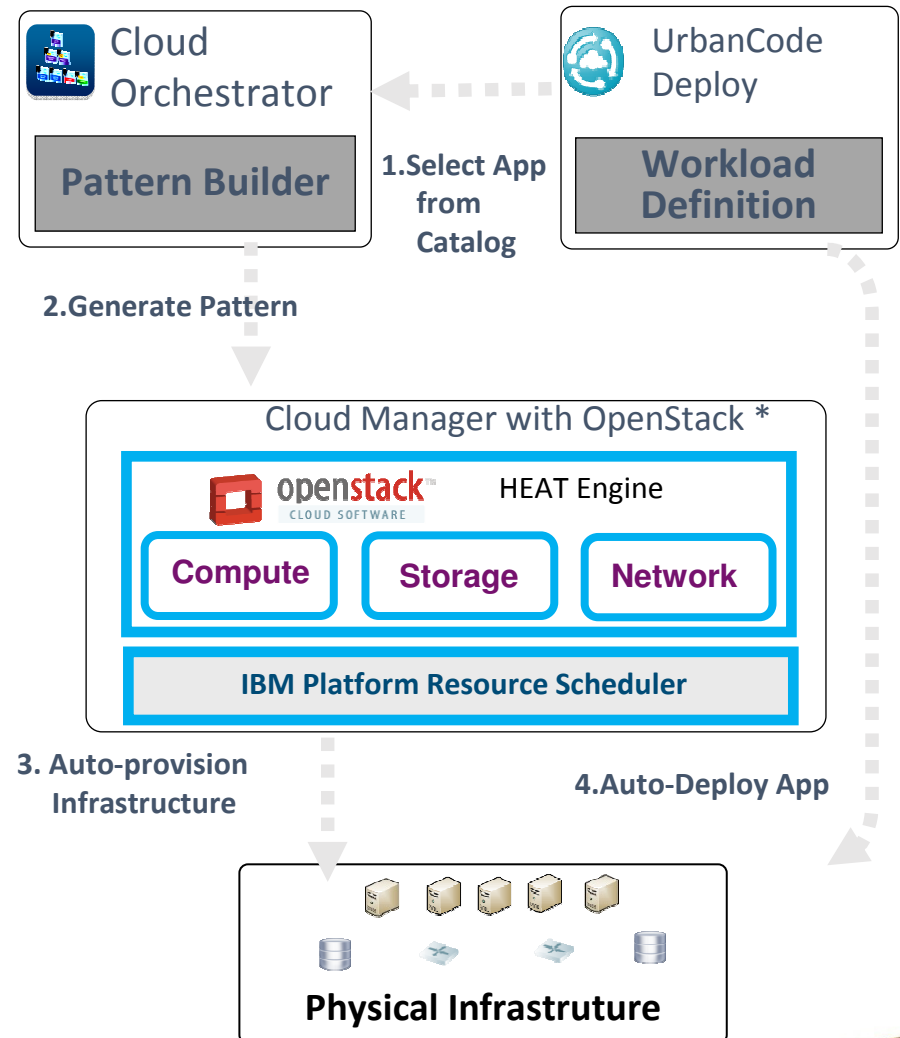 Cloud
Orchestrator
Pattern Builder
UrbanCode
Deploy
Workload
Definition
1.Select App
from
Catalog
2.Generate Pattern
Cloud Manager with OpenStack *
openstack™
CLOUD SOFTWARE
HEAT Engine
Compute
Storage
Network
IBM Platform Resource Scheduler
3. Auto-provision
Infrastructure
4.Auto-Deploy App
Physical Infrastruture